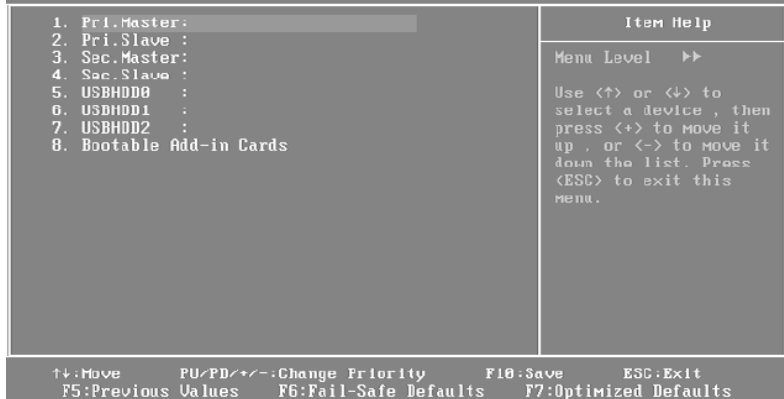 1. Pri.Master:
2. Pri.Slave :
3. Sec.Master:
4. Sec.Slave :
5. USBHDD0 :
6. USBHDD1 :
7. USBHDD2 :
8. Bootable Add-in Cards
Item Help
Menu Level ▶▶
Use <↑> or <↓> to
select a device , then
press <+> to move it
up , or <-> to move it
down the list. Press
<ESC> to exit this
menu.
↑↓:Move PU/PD/+/-:Change Priority F10:Save ESC:Exit
F5:Previous Values F6:Fail-Safe Defaults F7:Optimized Defaults